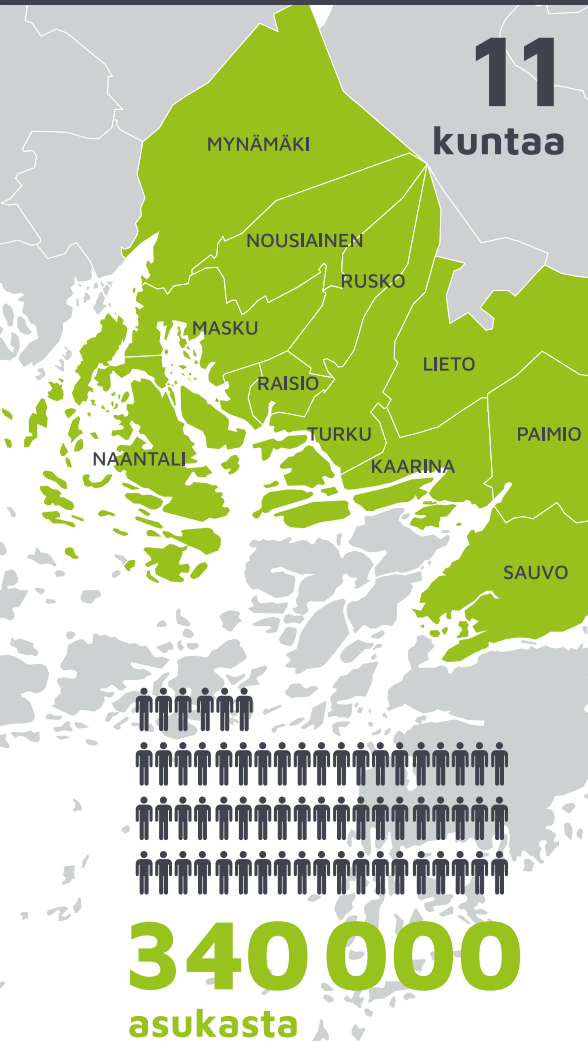 11
kuntaa
MYNÄMÄKI
NOUSIAINEN
RUSKO
MASKU
LIETO
RAISIO
TURKU
PAIMIO
NAANTALI
KAARINA
SAUVO
340 000
asukasta